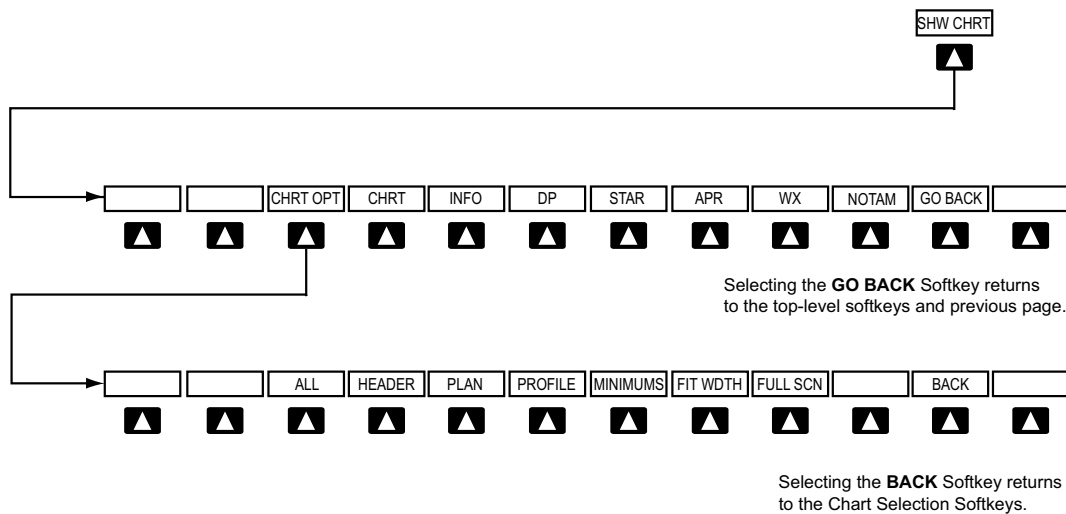 SHW CHRT
CHRT OPT CHRT INFO DP STAR APR WX NOTAM GO BACK
Selecting the GO BACK Softkey returns
to the top-level softkeys and previous page.
ALL HEADER PLAN PROFILE MINIMUMS FIT WDTH FULL SCN BACK
Selecting the BACK Softkey returns
to the Chart Selection Softkeys.